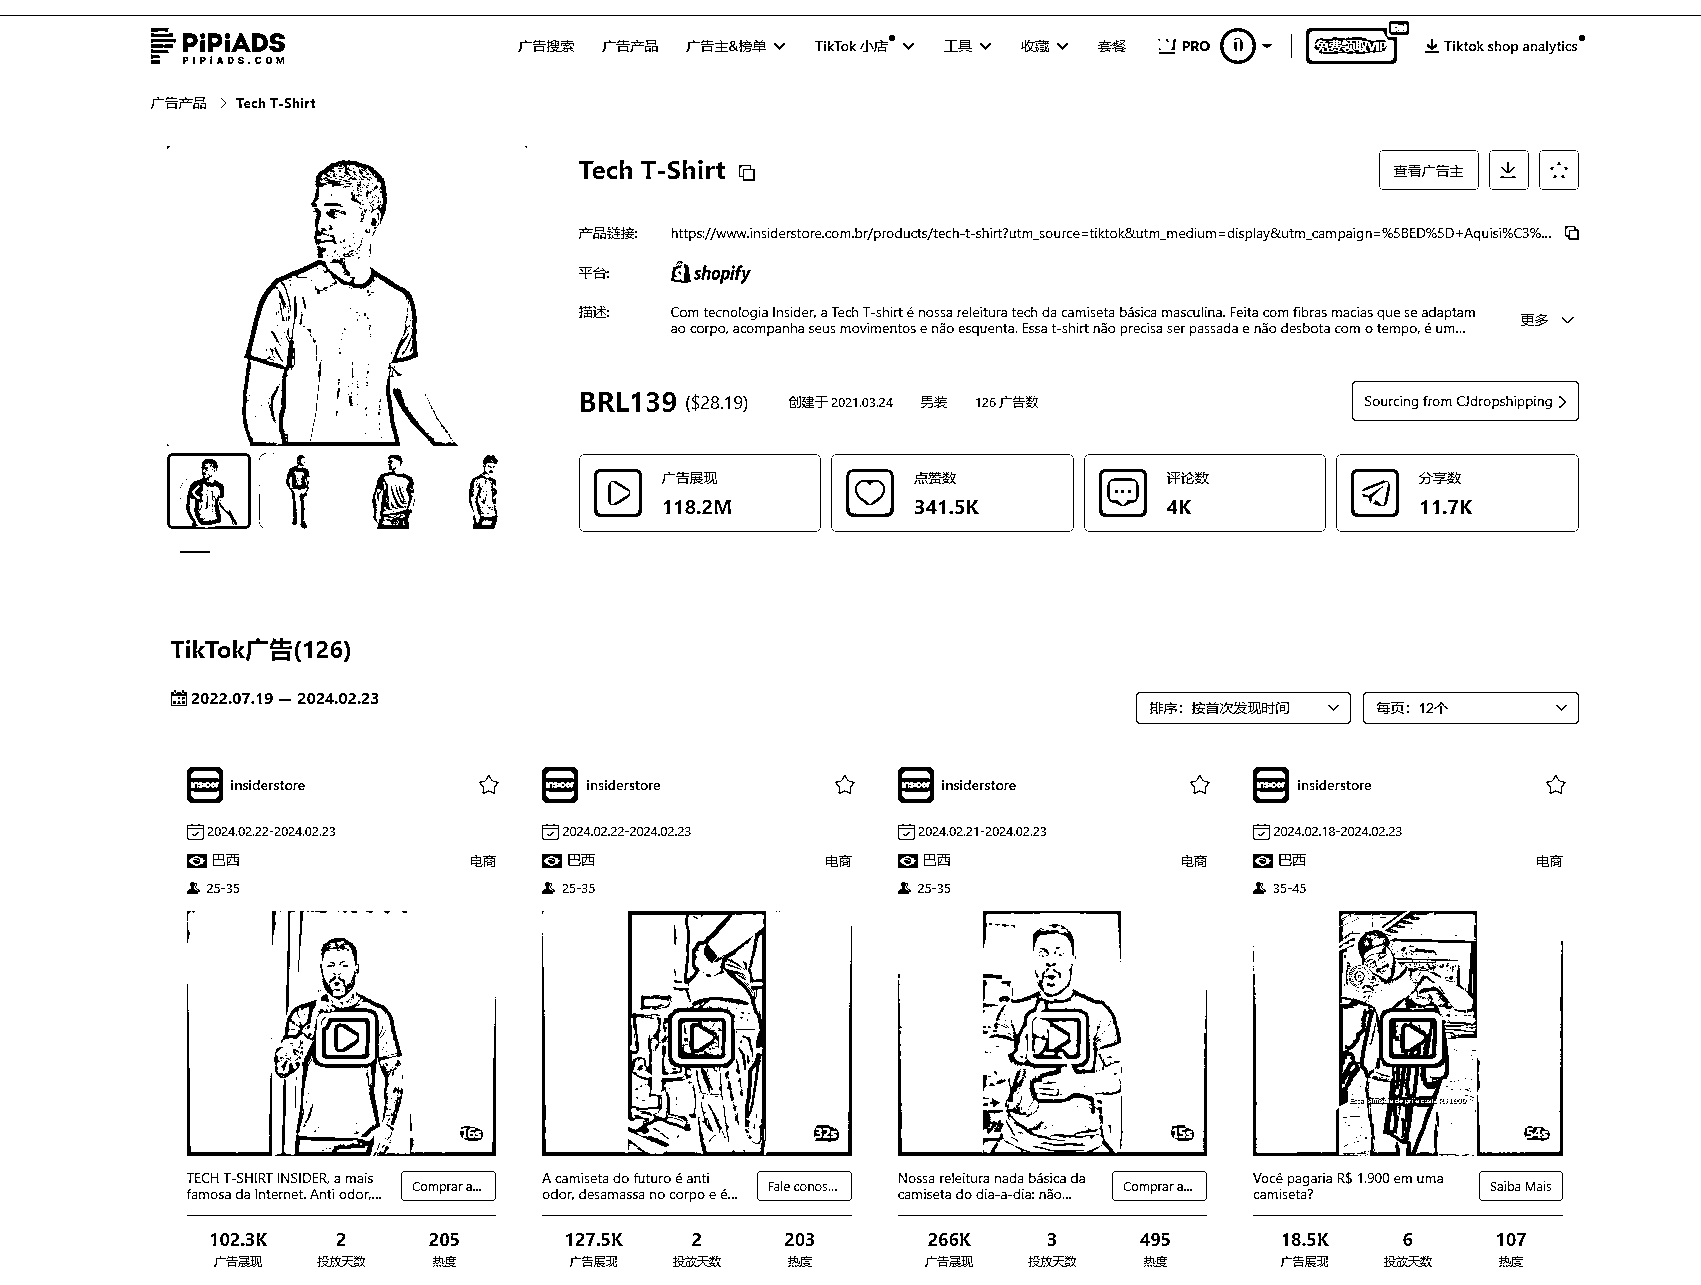 PiPiADS
PIPIADS.COM
广告搜索 广告产品 广告主&榜单 TikTok 小店 工具 收藏 套餐 PRO 免费领取VIP Tiktok shop analytics
广告产品 > Tech T-Shirt
Tech T-Shirt
查看广告主
产品链接: https://www.insiderstore.com.br/products/tech-t-shirt?utm_source=tiktok&utm_medium=display&utm_campaign=%5BED%5D+Aquisi%C3%...
平台: shopify
描述: Com tecnologia Insider, a Tech T-shirt é nossa releitura tech da camiseta básica masculina. Feita com fibras macias que se adaptam
ao corpo, acompanha seus movimentos e não esquenta. Essa t-shirt não precisa ser passada e não desbota com o tempo, é um...
更多
BRL139 ($28.19) 创建于 2021.03.24 男装 126 广告数
Sourcing from CJdropshipping >
广告展现 点赞数 评论数 分享数
118.2M 341.5K 4K 11.7K
TikTok广告(126)
2022.07.19 — 2024.02.23
排序：按首次发现时间 每页：12个
insiderstore insiderstore insiderstore insiderstore
2024.02.22-2024.02.23 2024.02.22-2024.02.23 2024.02.21-2024.02.23 2024.02.18-2024.02.23
巴西 电商 巴西 电商 巴西 电商 巴西 电商
25-35 25-35 25-35 35-45
16s 32s 15s 54s
TECH T-SHIRT INSIDER, a mais
famosa da Internet. Anti odor,...
Comprar a...
A camiseta do futuro é anti
odor, desamassa no corpo e é...
Fale conos...
Nossa releitura nada básica da
camiseta do dia-a-dia: não...
Comprar a...
Você pagaria R$ 1.900 em uma
camiseta?
Saiba Mais
102.3K 2 205 127.5K 2 203 266K 3 495 18.5K 6 107
广告展现 投放天数 热度 广告展现 投放天数 热度 广告展现 投放天数 热度 广告展现 投放天数 热度